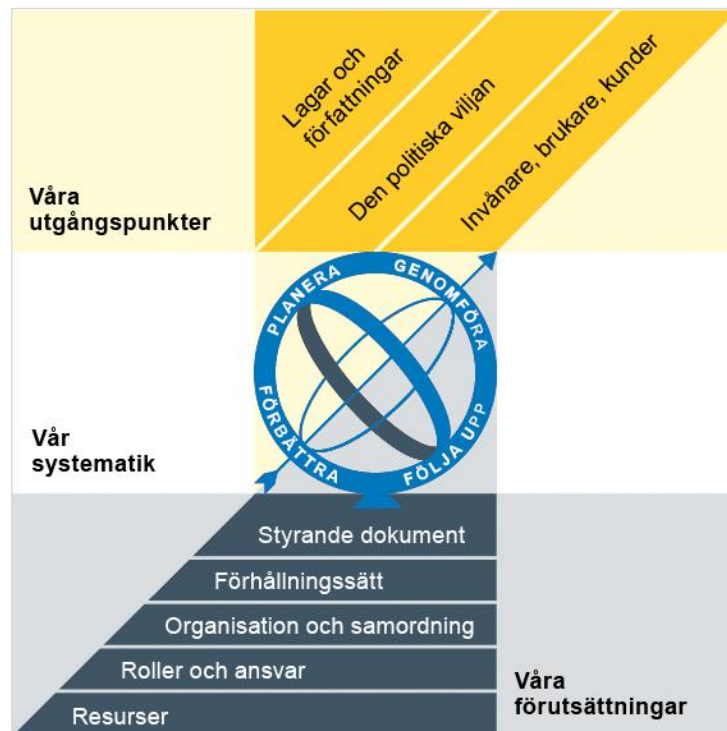 Lagar och
författningar
Den politiska viljan
Invånare, brukare, kunder
Våra
utgångspunkter
PLANERA
GENOMFÖRA
FÖRBÄTTRA
FÖLJA UPP
Vår
systematik
Styrande dokument
Förhållningssätt
Organisation och samordning
Roller och ansvar
Resurser
Våra
förutsättningar